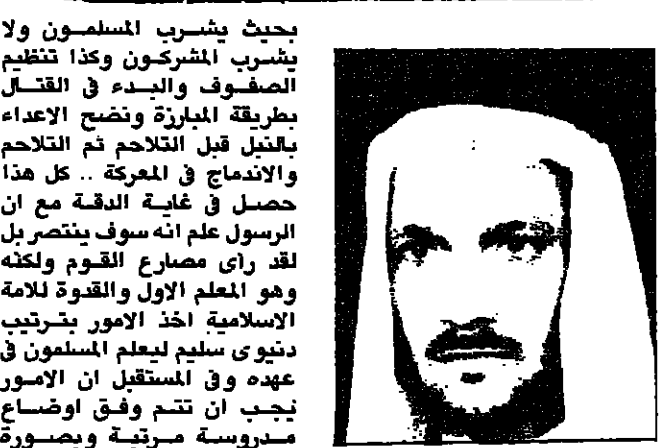 بحيث يشرب المسلمون ولا
يشرب المشركون وكذا تنظيم
الصفوف والبدء في القتال
بطريقة المبارزة ونضح الاعداء
بالنبل قبل التلاحم ثم التلاحم
والاندماج في المعركة .. كل هذا
حصل في غاية الدقة مع ان
الرسول علم انه سوف ينتصر بل
لقد رأى مصارع القوم ولكنه
وهو المعلم الاول والقدوة للامة
الاسلامية اخذ الامور بترتيب
دنيوى سليم ليعلم المسلمون في
عهده وفي المستقبل ان الامور
يجب ان تتم وفق اوضاع
مدروسة مرتبة وبصورة